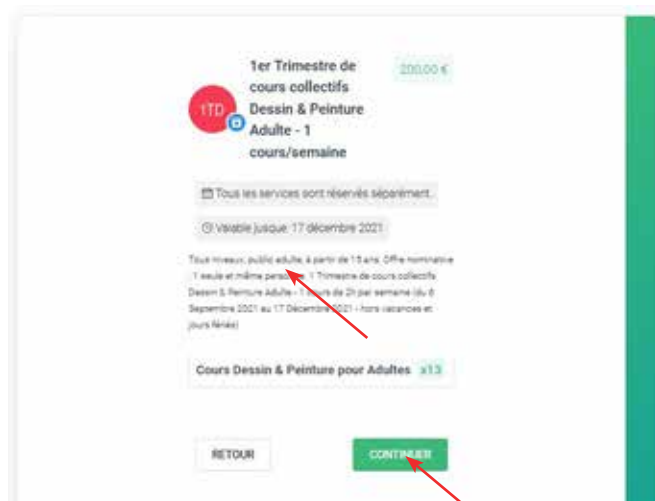 1er Trimestre de
200,00 €
cours collectifs
1TD
Dessin & Peinture
Adulte - 1
cours/semaine
Tous les services sont réservés séparément.
Valable jusque: 17 décembre 2021
Tous niveaux, public adulte, à partir de 15 ans. Offre nominative
: 1 seule et même personne. 1 Trimestre de cours collectifs
Dessin & Peinture Adulte - 1 cours de 2h par semaine (du 6
Septembre 2021 au 17 Décembre 2021 - hors vacances et
jours fériés)
Cours Dessin & Peinture pour Adultes x13
RETOUR
CONTINUER